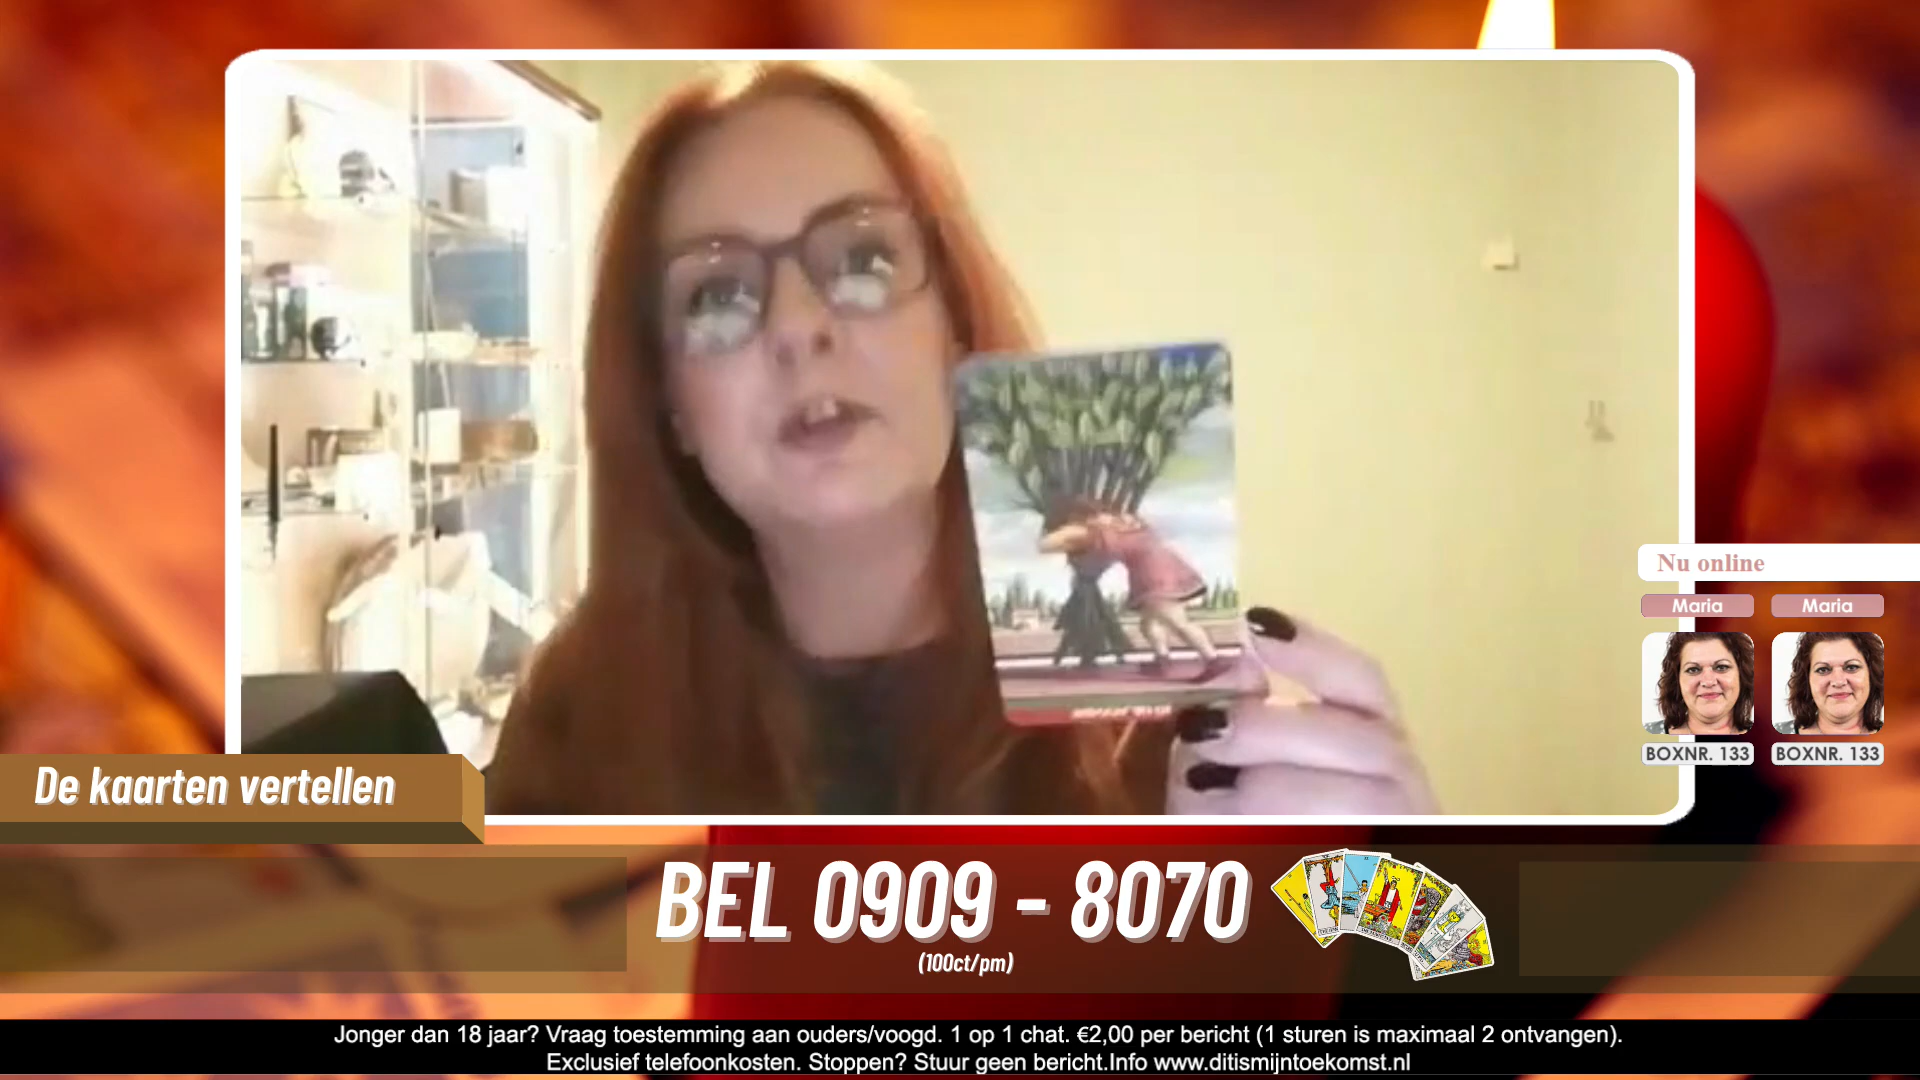 Nu online
Maria
Maria
BOXNR. 133
BOXNR. 133
De kaarten vertellen
BEL 0909 - 8070
(100ct/pm)
Jonger dan 18 jaar? Vraag toestemming aan ouders/voogd. 1 op 1 chat. €2,00 per bericht (1 sturen is maximaal 2 ontvangen).
Exclusief telefoonkosten. Stoppen? Stuur geen bericht.Info www.ditismijntoekomst.nl